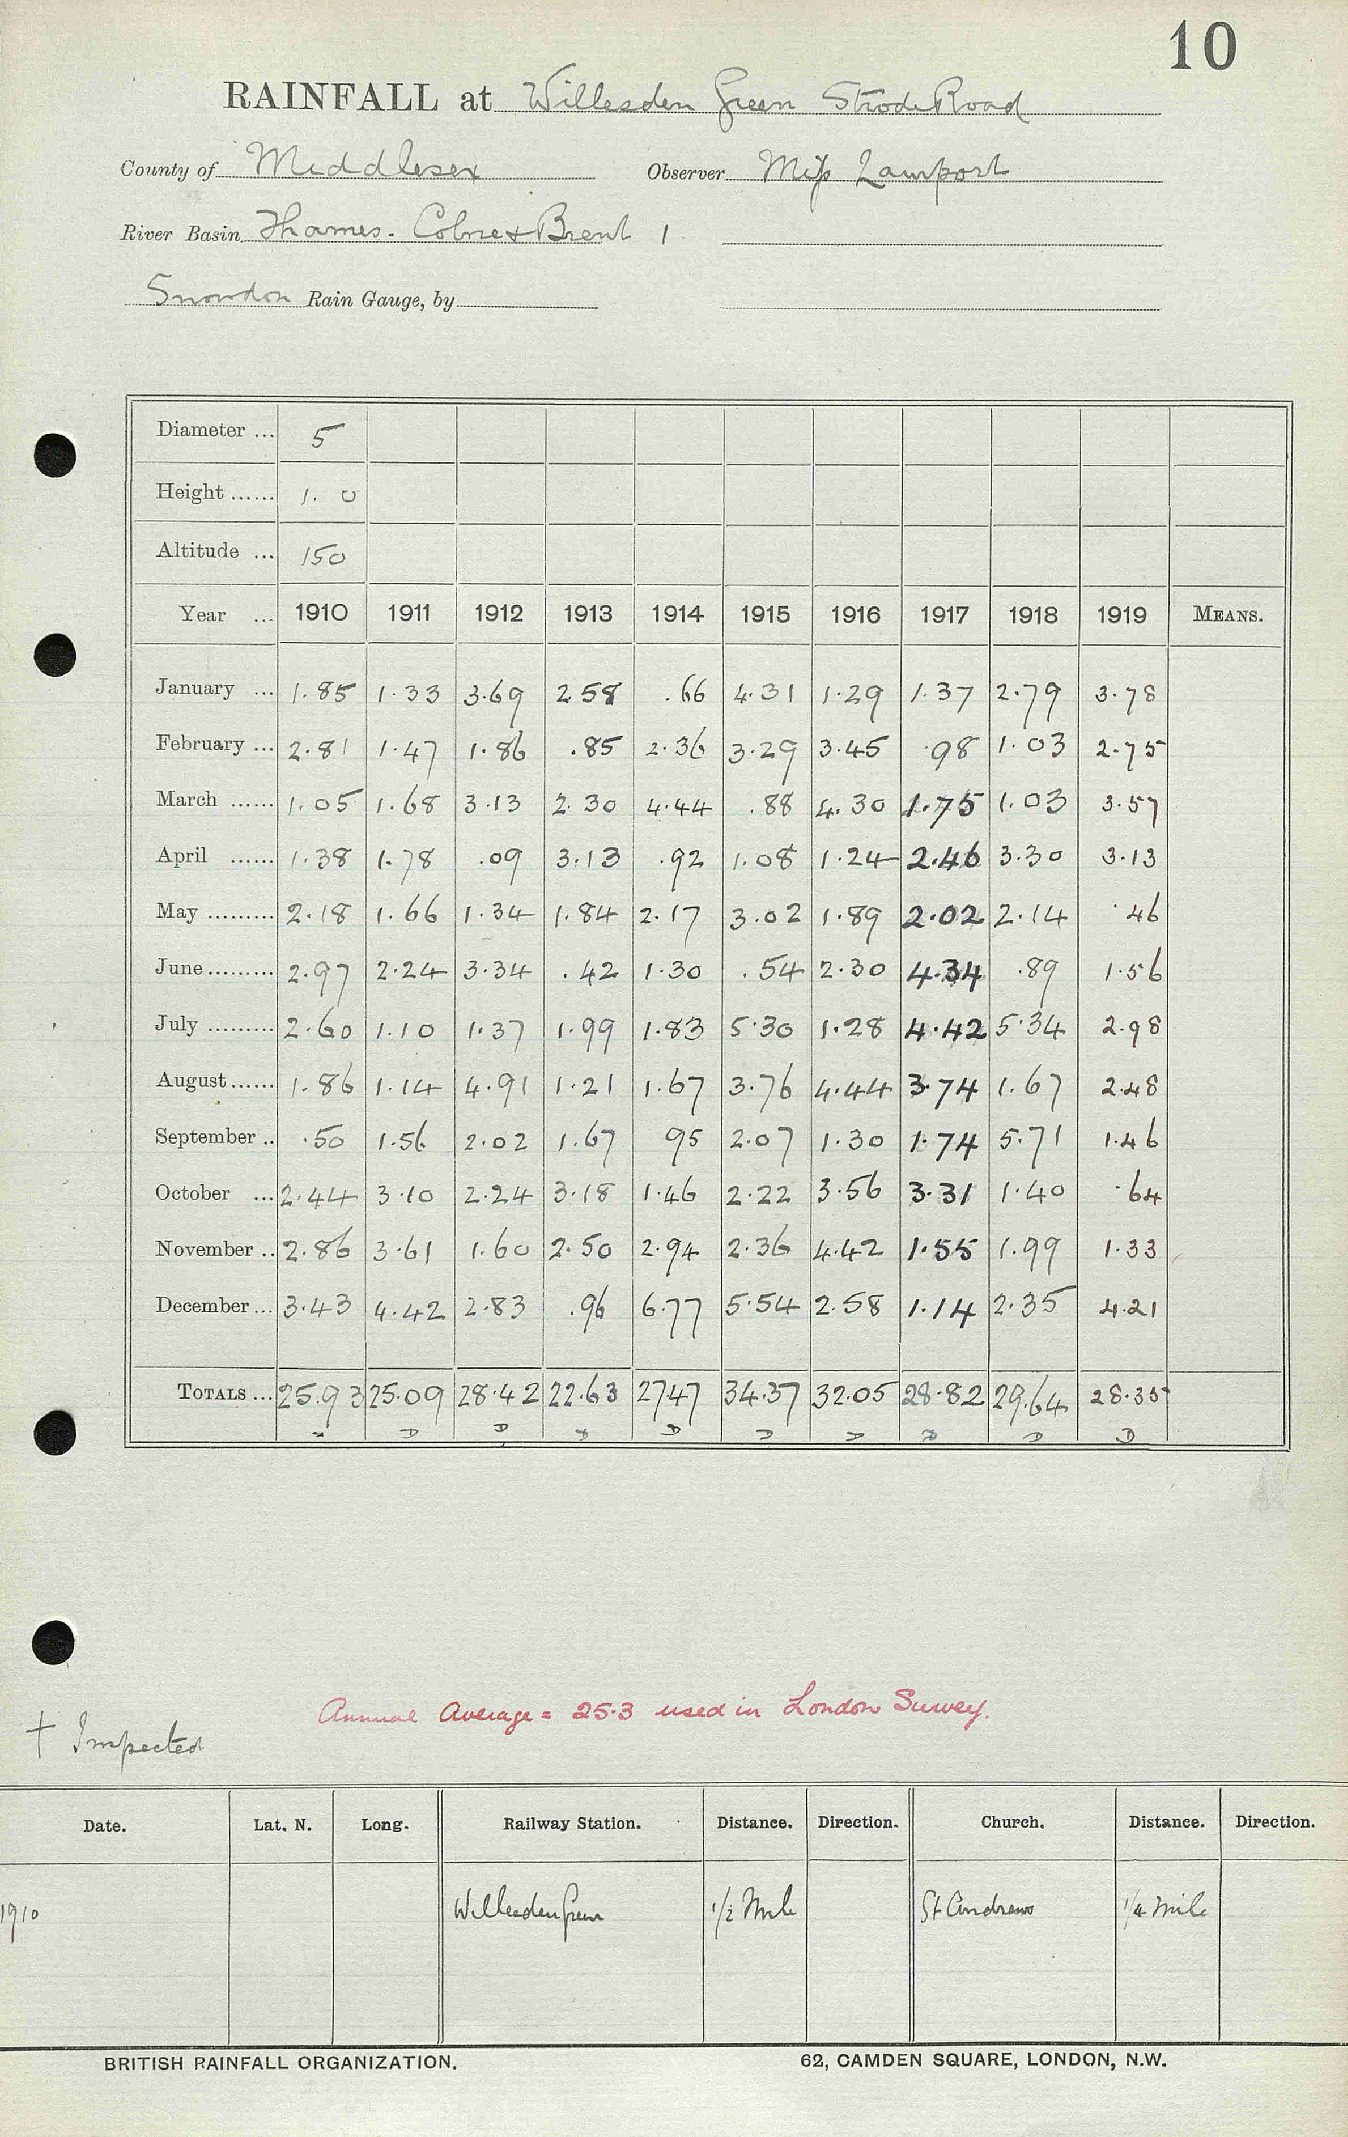 10
RAINFALL at Willesden Green Strode Road
County of Middlesex Observer Miss Lamport
River Basin Thames. Colne & Brent 1
Snowdon Rain Gauge, by
Diameter ... 5
Height ...... 1. 0
Altitude ... 150
Year ... 1910 1911 1912 1913 1914 1915 1916 1917 1918 1919 MEANS.
January ... 1.85 1.33 3.69 2.58 .66 4.31 1.29 1.37 2.79 3.78
February ... 2.81 1.47 1.86 .85 2.36 3.29 3.45 .98 1.03 2.75
March ...... 1.05 1.68 3.13 2.30 4.44 .88 4.30 1.75 1.03 3.57
April ...... 1.38 1.78 .09 3.13 .92 1.08 1.24 2.46 3.30 3.13
May ......... 2.18 1.66 1.34 1.84 2.17 3.02 1.89 2.02 2.14 .46
June ......... 2.97 2.24 3.34 .42 1.30 .54 2.30 4.34 .89 1.56
July ......... 2.60 1.10 1.37 1.99 1.83 5.30 1.28 4.42 5.34 2.98
August ...... 1.86 1.14 4.91 1.21 1.67 3.76 4.44 3.74 1.67 2.48
September .. .50 1.56 2.02 1.67 95 2.07 1.30 1.74 5.71 1.46
October ... 2.44 3.10 2.24 3.18 1.46 2.22 3.56 3.31 1.40 .64
November .. 2.86 3.61 1.60 2.50 2.94 2.36 4.42 1.55 1.99 1.33
December ... 3.43 4.42 2.83 .96 6.77 5.54 2.58 1.14 2.35 4.21
TOTALS ... 25.93 25.09 28.42 22.63 27.47 34.37 32.05 28.82 29.64 28.35
D D D D D D D D D
Annual Average = 25.3 used in London Survey.
† Inspected
Date. Lat. N. Long. Railway Station. Distance. Direction. Church. Distance. Direction.
1910 Willesden Green 1/2 Mile St Andrews 1/4 mile
BRITISH RAINFALL ORGANIZATION. 62, CAMDEN SQUARE, LONDON, N.W.